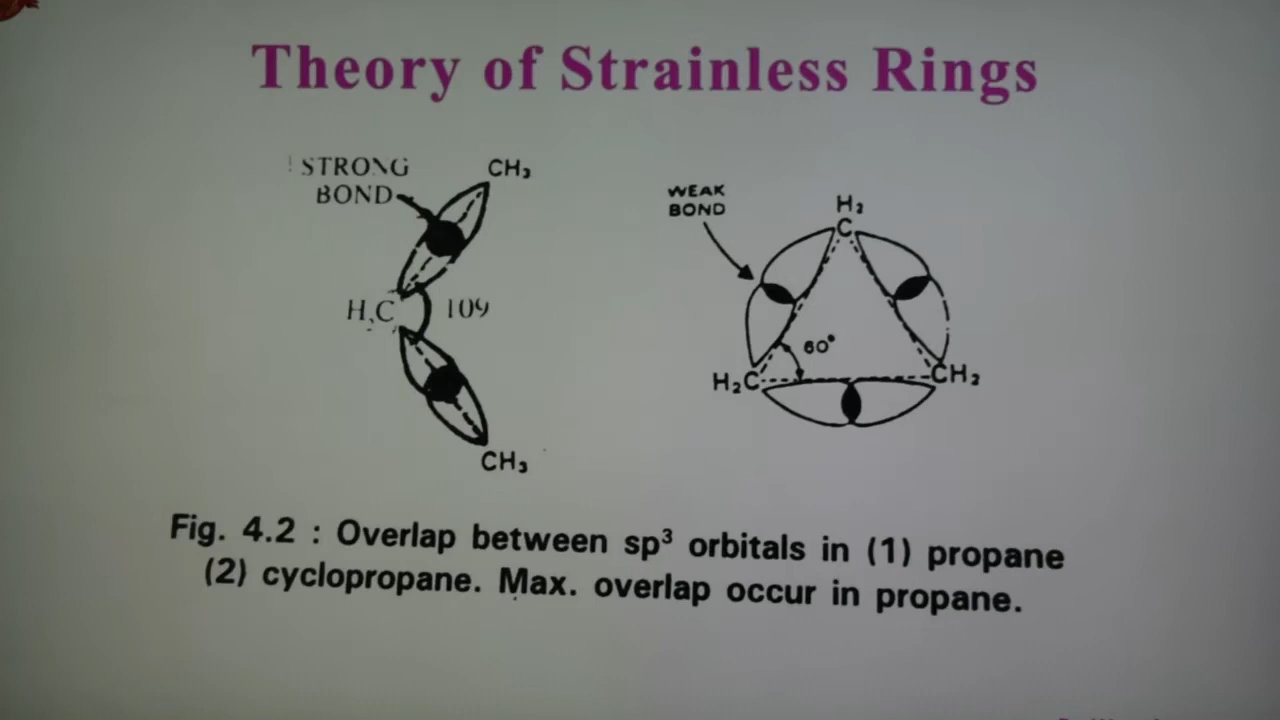 Theory of Strainless Rings
STRONG
BOND
CH₃
H₂C
109
CH₃
WEAK
BOND
H₂
C
60°
H₂C
CH₂
Fig. 4.2 : Overlap between sp³ orbitals in (1) propane
(2) cyclopropane. Max. overlap occur in propane.